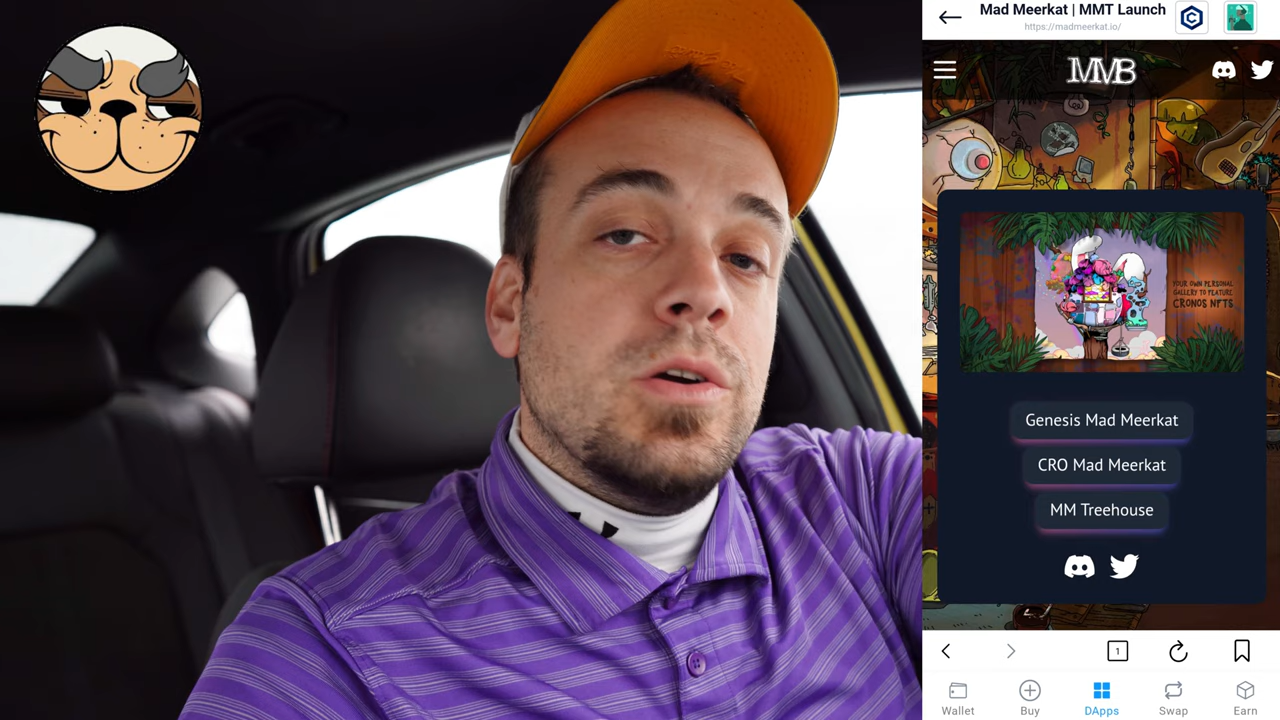 Mad Meerkat | MMT Launch
https://madmeerkat.io/
MMB
YOUR OWN PERSONAL
GALLERY TO FEATURE
CRONOS NFTS
Genesis Mad Meerkat
CRO Mad Meerkat
MM Treehouse
1
Wallet
Buy
DApps
Swap
Earn